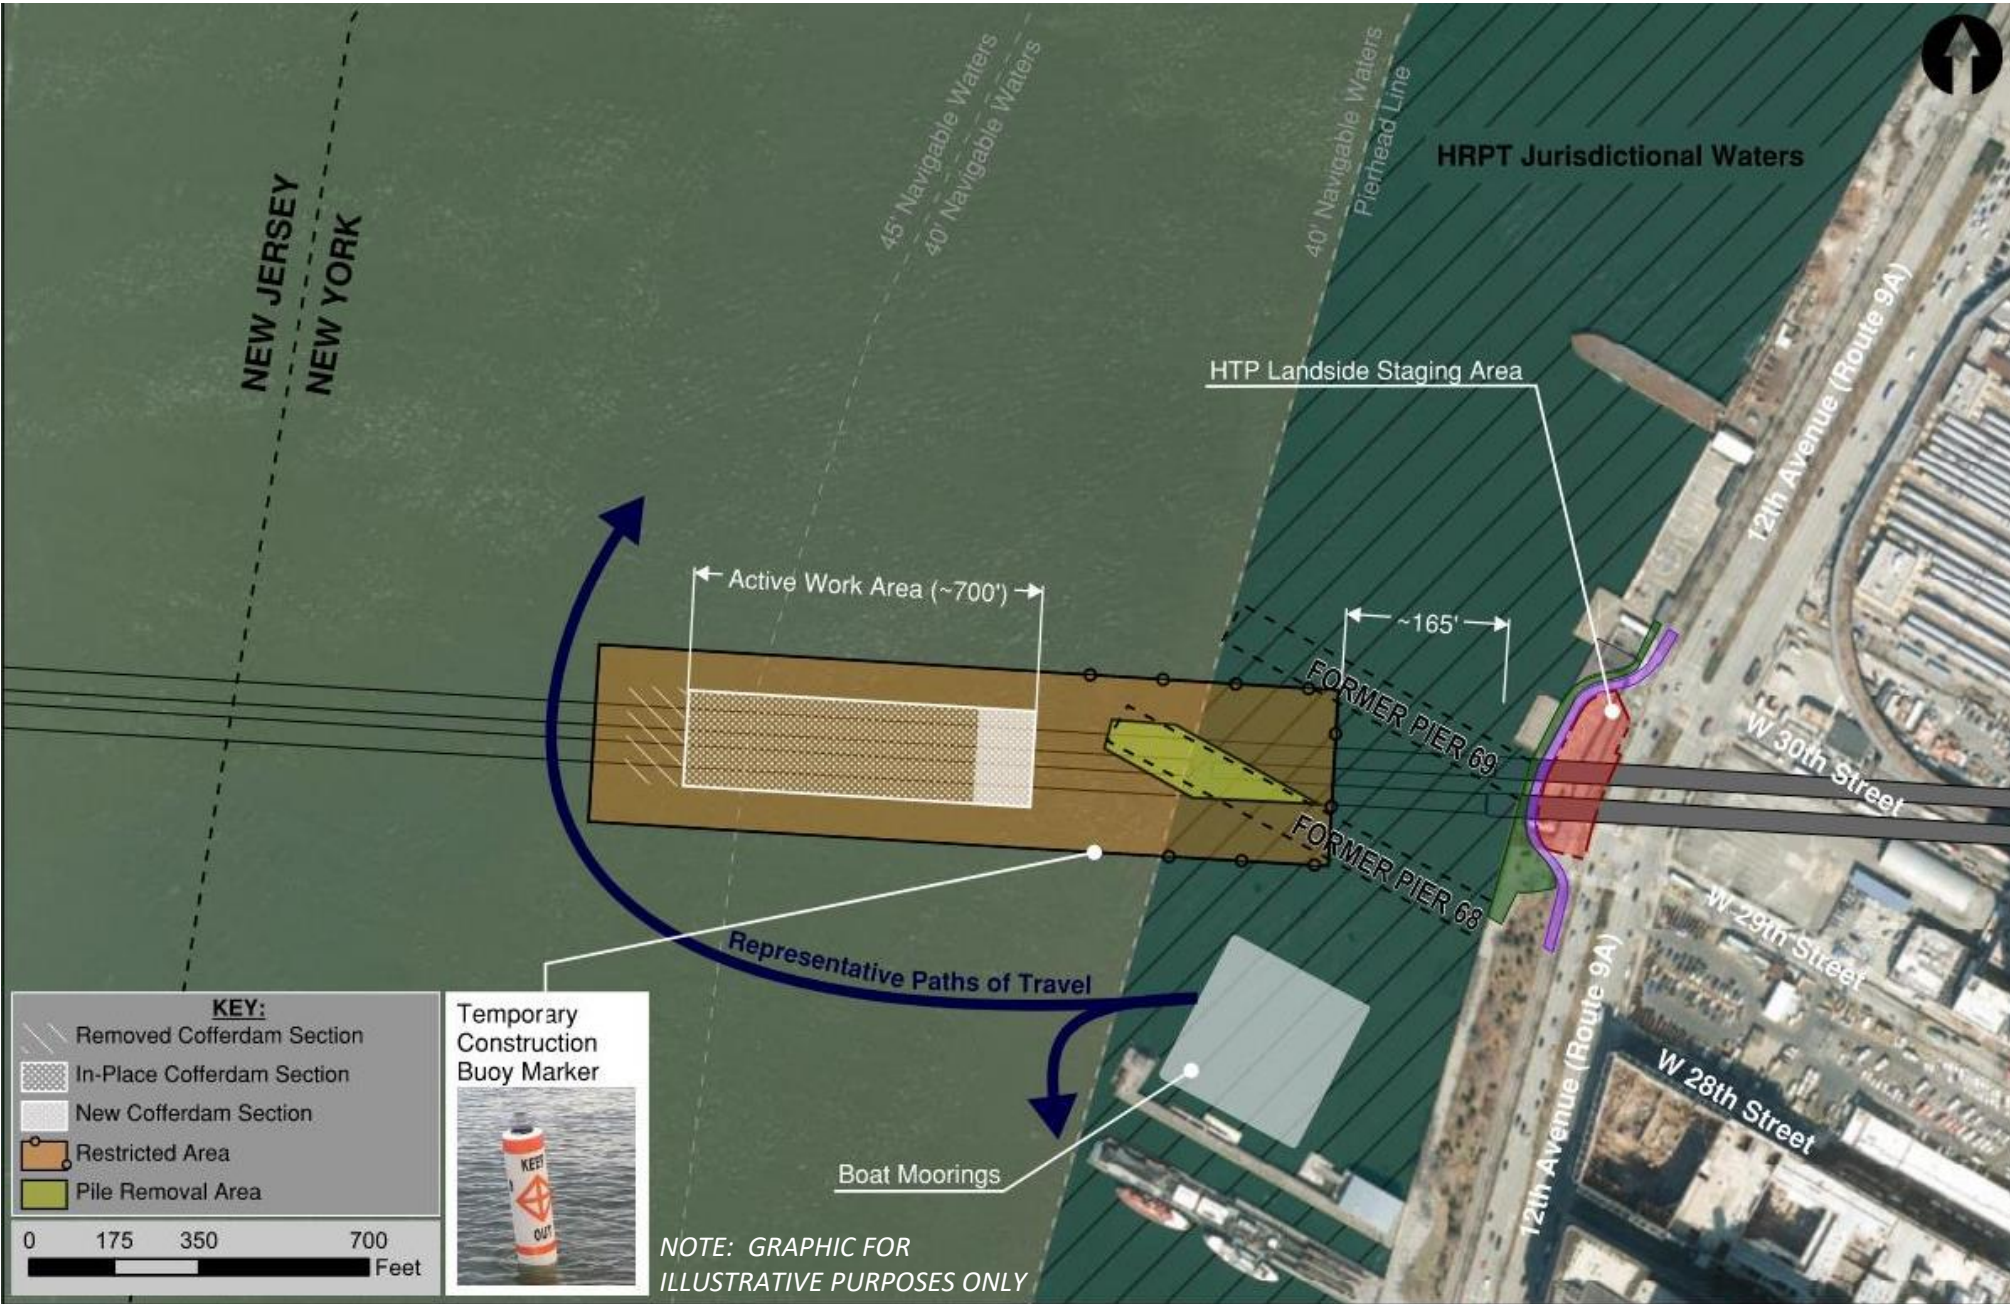 45' Navigable Waters
40' Navigable Waters
40' Navigable Waters
Pierhead Line
HRPT Jurisdictional Waters
NEW JERSEY
NEW YORK
HTP Landside Staging Area
12th Avenue (Route 9A)
Active Work Area (~700')
~165'
FORMER PIER 69
FORMER PIER 68
W 30th Street
W 29th Street
W 28th Street
12th Avenue (Route 9A)
Representative Paths of Travel
Boat Moorings
KEY:
Removed Cofferdam Section
In-Place Cofferdam Section
New Cofferdam Section
Restricted Area
Pile Removal Area
0 175 350 700
Feet
Temporary
Construction
Buoy Marker
KEEP
OUT
NOTE: GRAPHIC FOR
ILLUSTRATIVE PURPOSES ONLY